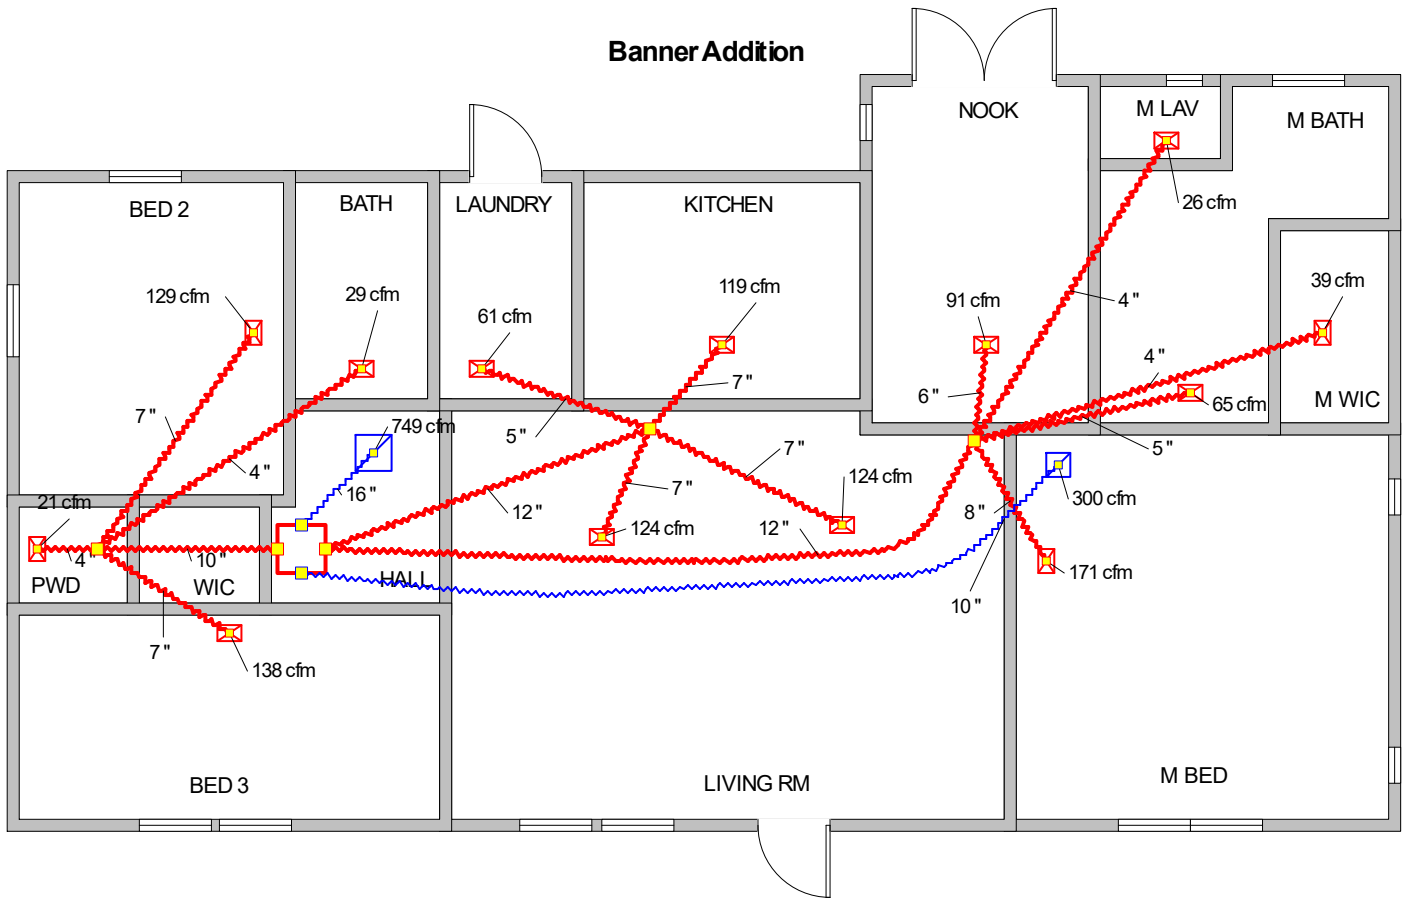 Banner Addition
NOOK
M LAV
M BATH
BED 2
BATH
LAUNDRY
KITCHEN
26 cfm
129 cfm
29 cfm
61 cfm
119 cfm
91 cfm
4 "
39 cfm
7 "
6 "
4 "
M WIC
65 cfm
7 "
749 cfm
5 "
7 "
5 "
4 "
16 "
7 "
124 cfm
300 cfm
21 cfm
12 "
124 cfm
12 "
8 "
4 "
10 "
PWD
WIC
HALL
171 cfm
10 "
7 "
138 cfm
BED 3
LIVING RM
M BED